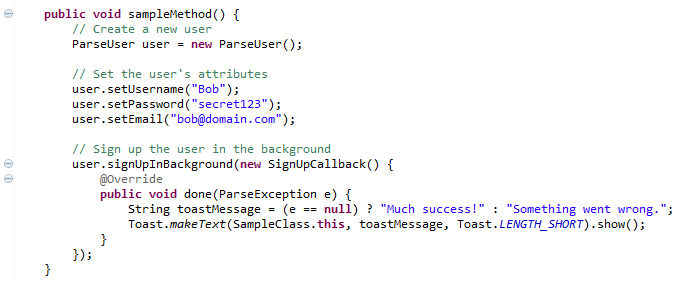 public void sampleMethod() {
// Create a new user
ParseUser user = new ParseUser();
// Set the user's attributes
user.setUsername("Bob");
user.setPassword("secret123");
user.setEmail("bob@domain.com");
// Sign up the user in the background
user.signUpInBackground(new SignUpCallback() {
@Override
public void done(ParseException e) {
String toastMessage = (e == null) ? "Much success!" : "Something went wrong.";
Toast.makeText(SampleClass.this, toastMessage, Toast.LENGTH_SHORT).show();
}
});
}